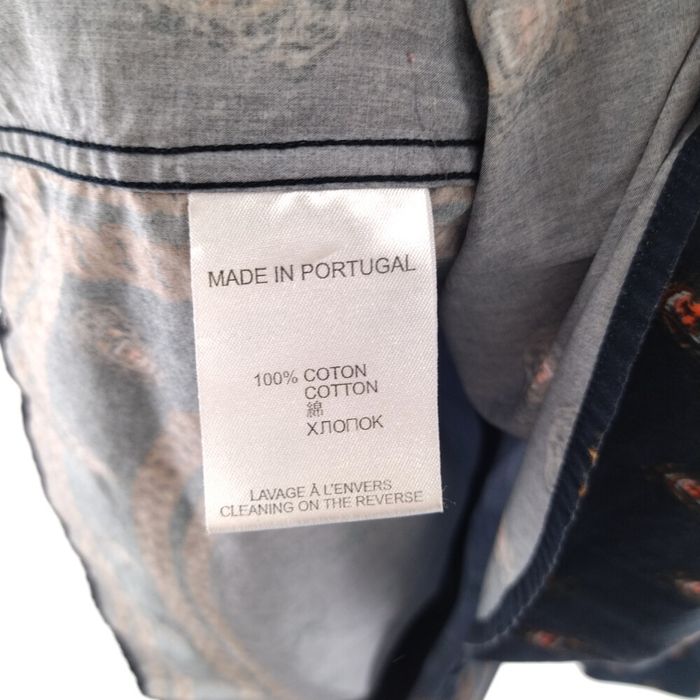 MADE IN PORTUGAL
100% COTON
COTTON
綿
ХЛОПОК
LAVAGE À L'ENVERS
CLEANING ON THE REVERSE